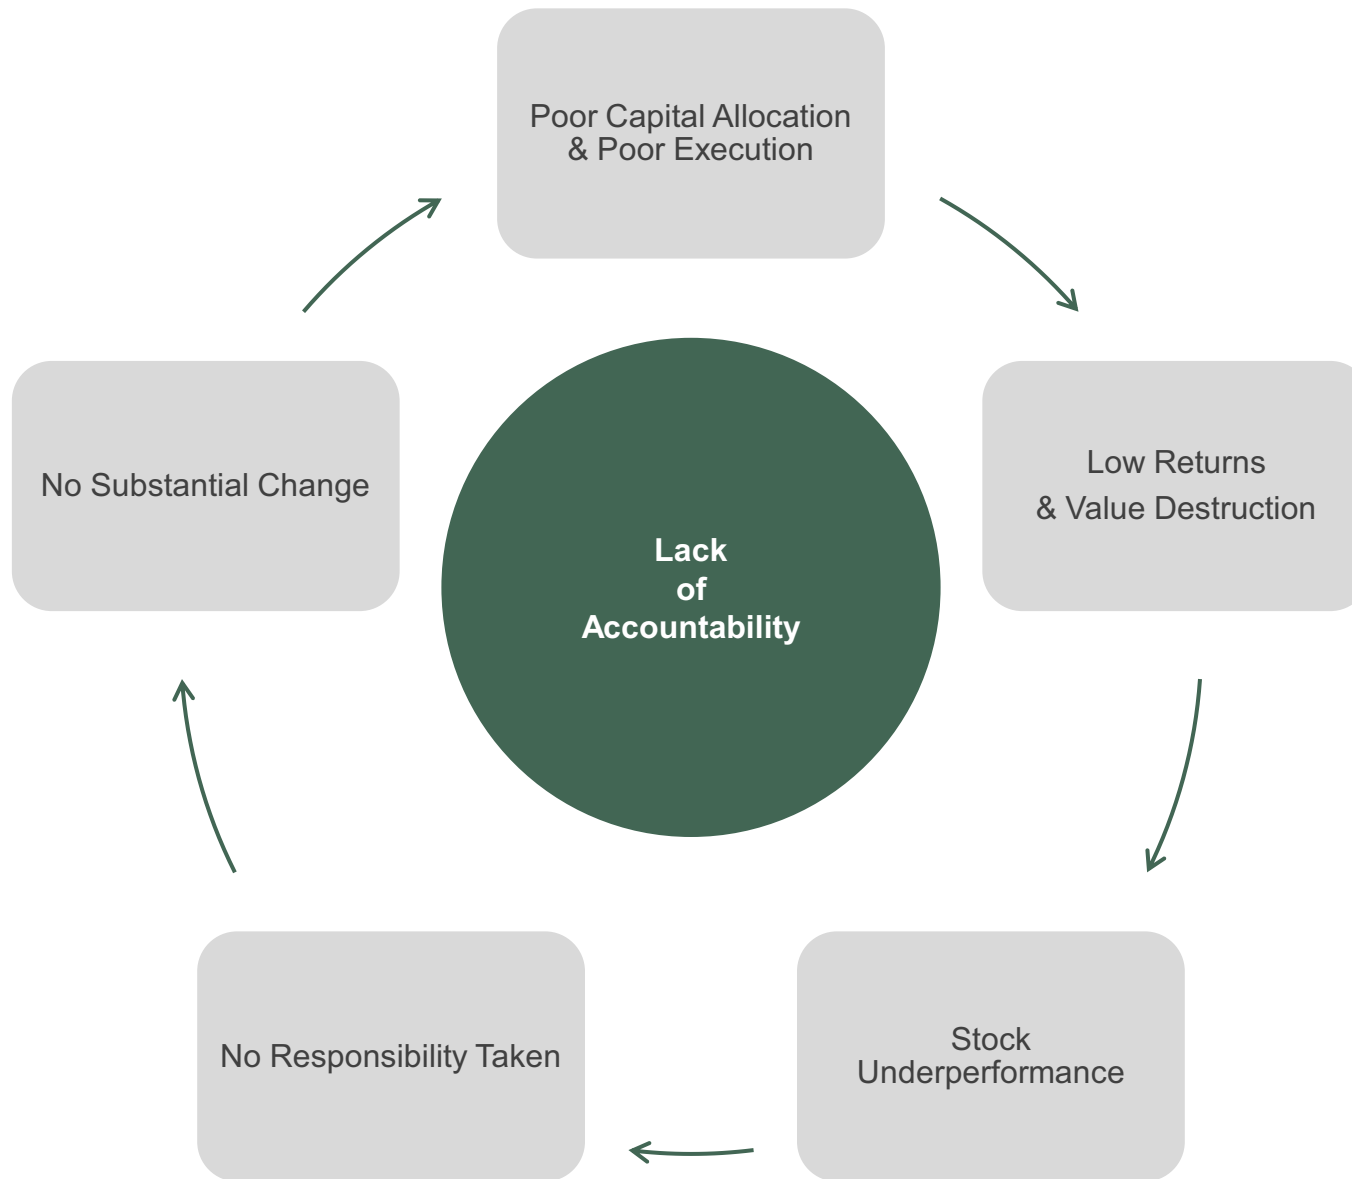 Poor Capital Allocation
& Poor Execution
Low Returns
& Value Destruction
Stock
Underperformance
No Responsibility Taken
No Substantial Change
Lack
of
Accountability